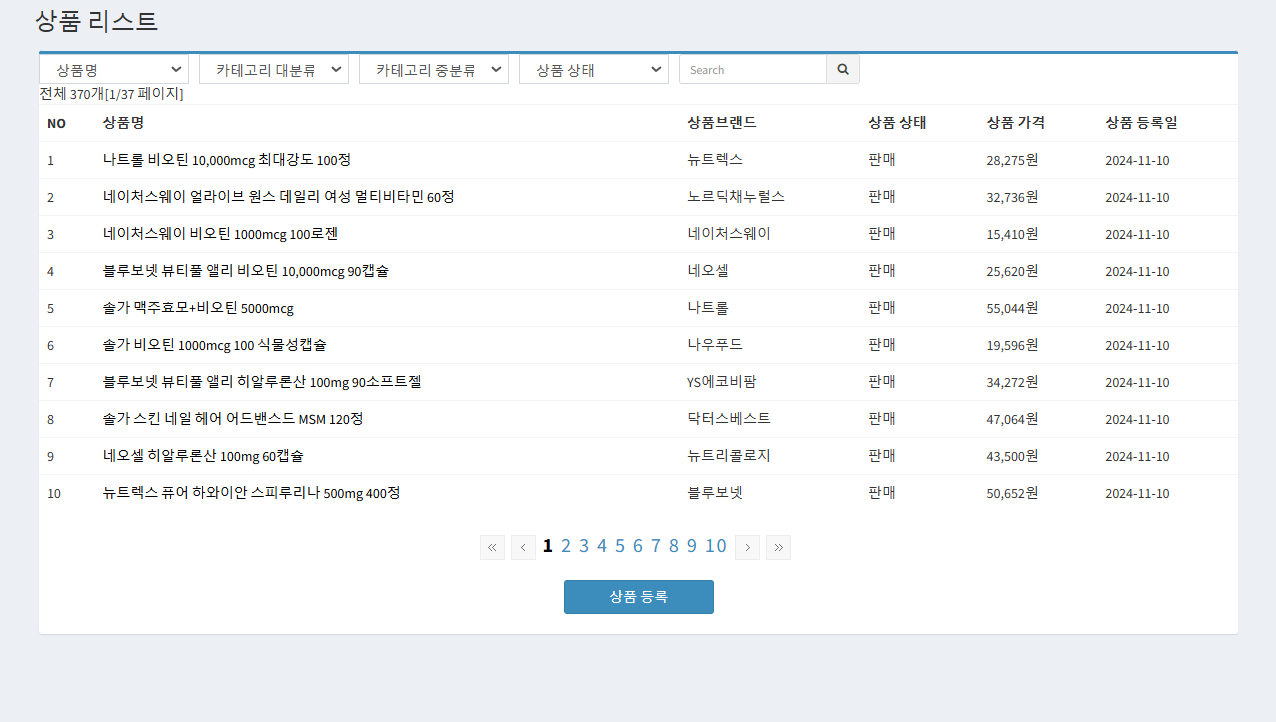 상품 리스트
상품명 카테고리 대분류 카테고리 중분류 상품 상태 Search
전체 370개[1/37 페이지]
NO 상품명 상품브랜드 상품 상태 상품 가격 상품 등록일
1 나트롤 비오틴 10,000mcg 최대강도 100정 뉴트렉스 판매 28,275원 2024-11-10
2 네이처스웨이 얼라이브 원스 데일리 여성 멀티비타민 60정 노르딕채누럴스 판매 32,736원 2024-11-10
3 네이처스웨이 비오틴 1000mcg 100로젠 네이처스웨이 판매 15,410원 2024-11-10
4 블루보넷 뷰티풀 앨리 비오틴 10,000mcg 90캡슐 네오셀 판매 25,620원 2024-11-10
5 솔가 맥주효모+비오틴 5000mcg 나트롤 판매 55,044원 2024-11-10
6 솔가 비오틴 1000mcg 100 식물성캡슐 나우푸드 판매 19,596원 2024-11-10
7 블루보넷 뷰티풀 앨리 히알루론산 100mg 90소프트젤 YS에코비팜 판매 34,272원 2024-11-10
8 솔가 스킨 네일 헤어 어드밴스드 MSM 120정 닥터스베스트 판매 47,064원 2024-11-10
9 네오셀 히알루론산 100mg 60캡슐 뉴트리콜로지 판매 43,500원 2024-11-10
10 뉴트렉스 퓨어 하와이안 스피루리나 500mg 400정 블루보넷 판매 50,652원 2024-11-10
« ‹ 1 2 3 4 5 6 7 8 9 10 › »
상품 등록